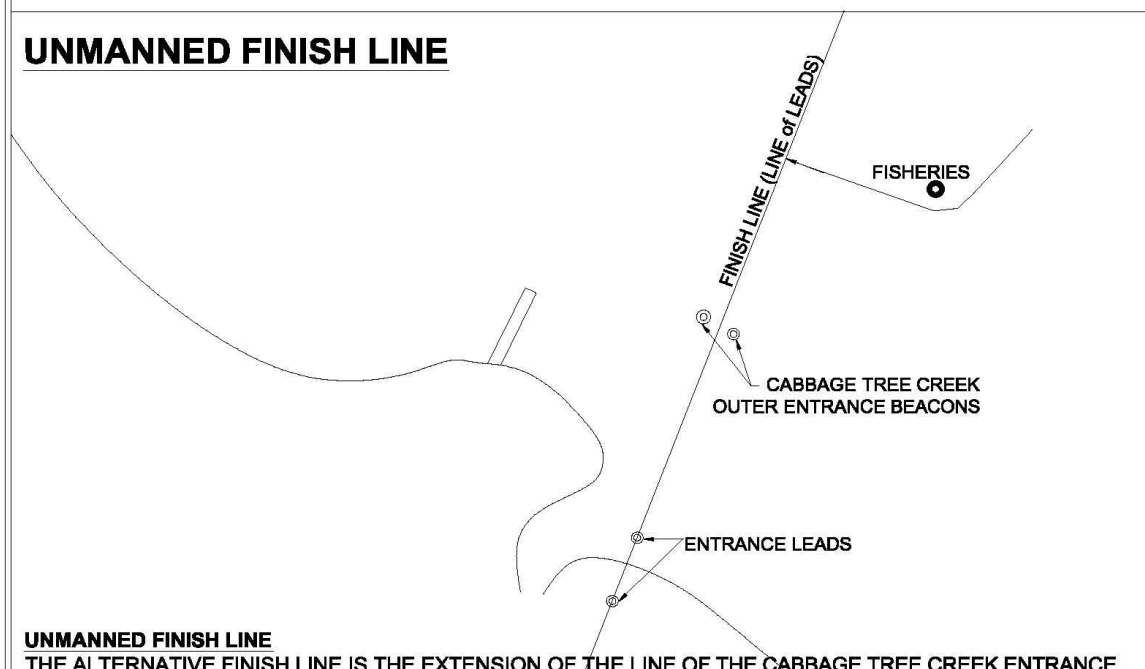 UNMANNED FINISH LINE
FINISH LINE (LINE of LEADS)
FISHERIES
CABBAGE TREE CREEK
OUTER ENTRANCE BEACONS
ENTRANCE LEADS
UNMANNED FINISH LINE
THE ALTERNATIVE FINISH LINE IS THE EXTENSION OF THE LINE OF THE CABBAGE TREE CREEK ENTRANCE